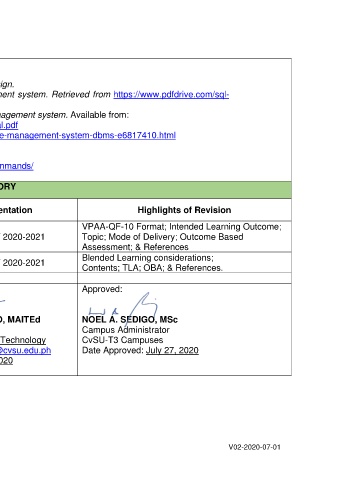 ign.
ment system. Retrieved from https://www.pdfdrive.com/sql-
nagement system. Available from:
al.pdf
e-management-system-dbms-e6817410.html
mmands/
ORY
entation
Highlights of Revision
2020-2021
VPAA-QF-10 Format; Intended Learning Outcome;
Topic; Mode of Delivery; Outcome Based
Assessment; & References
2020-2021
Blended Learning considerations;
Contents; TLA; OBA; & References.
Approved:
O, MAITEd
NOEL A. SEDIGO, MSc
Campus Administrator
Technology
CvSU-T3 Campuses
@cvsu.edu.ph
Date Approved: July 27, 2020
020
V02-2020-07-01